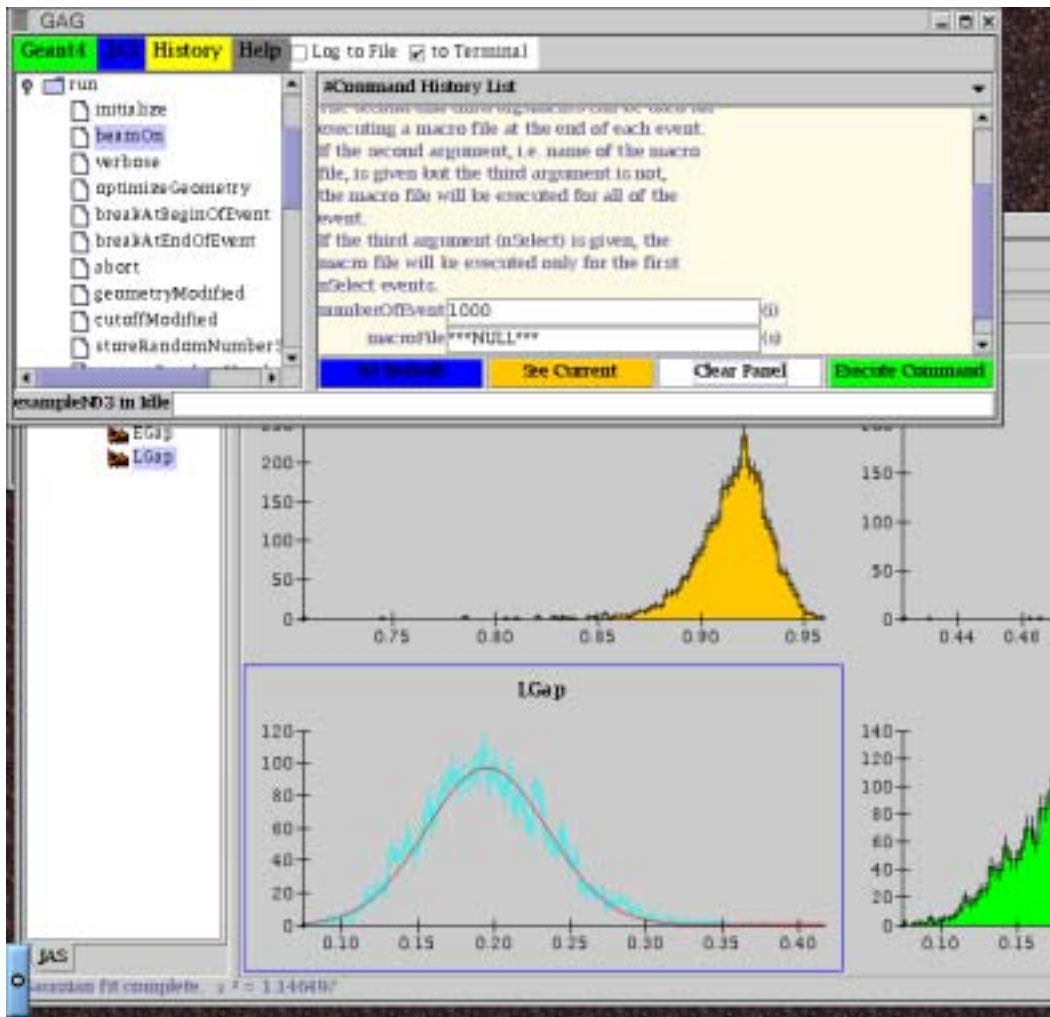 GAG
Geant4 JAS History Help Log to File to Terminal
run
initialize
beamOn
verbose
optimizeGeometry
breakAtBeginOfEvent
breakAtEndOfEvent
abort
geometryModified
cutoffModified
storeRandomNumber
#Command History List
executing a macro file at the end of each event.
If the second argument, i.e. name of the macro
file, is given but the third argument is not,
the macro file will be executed for all of the
event.
If the third argument (nSelect) is given, the
macro file will be executed only for the first
nSelect events.
numberOfEvent 1000 (i)
macroFile ***NULL*** (s)
See Current Clear Panel Execute Command
exampleN03 in Idle
EGap
LGap
200
150
100
50
0
0.75 0.80 0.85 0.90 0.95
150
100
50
0
0.44 0.46
LGap
120
100
80
60
40
20
0
0.10 0.15 0.20 0.25 0.30 0.35 0.40
140
120
100
80
60
40
20
0
0.10 0.15
JAS
Gaussian fit complete.